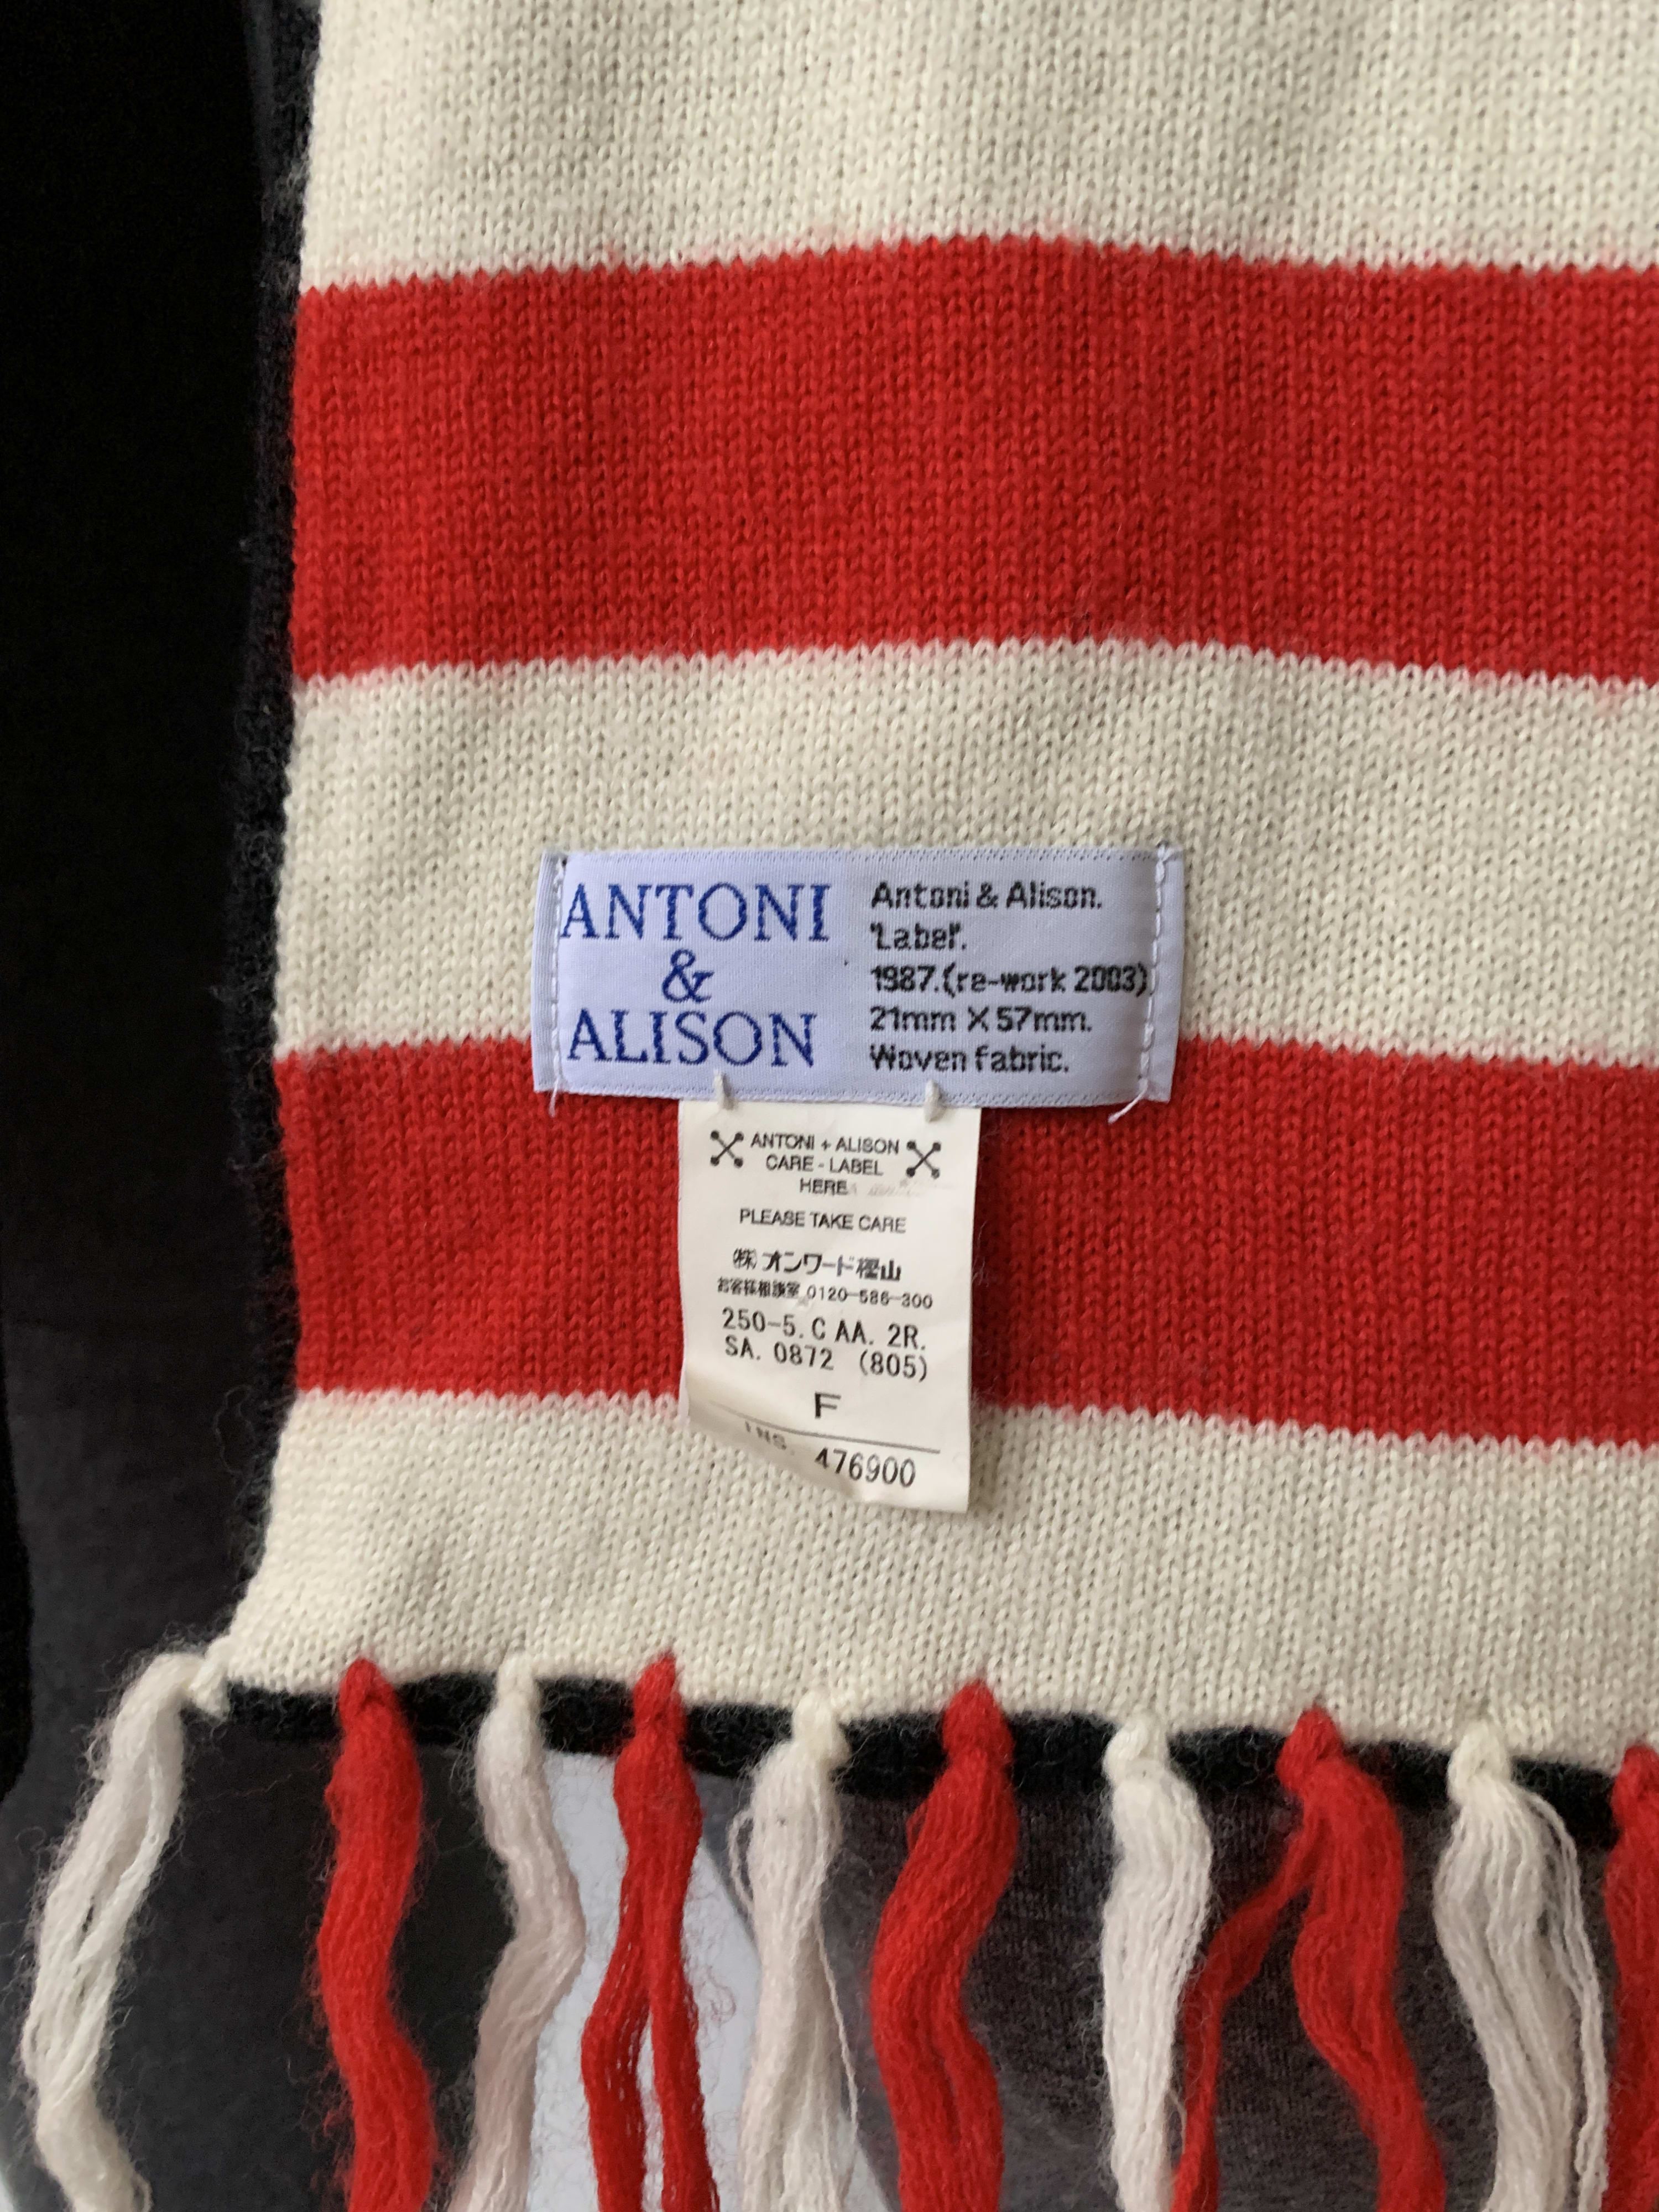 ANTONI
&
ALISON
Antoni & Alison.
'Label'.
1987.(re-work 2003)
21mm X 57mm.
Woven fabric.
ANTONI + ALISON
CARE - LABEL
HERE
PLEASE TAKE CARE
㈱オンワード樫山
お客様相談室 0120-586-300
250-5. C AA. 2R.
SA. 0872 (805)
F
INS. 476900